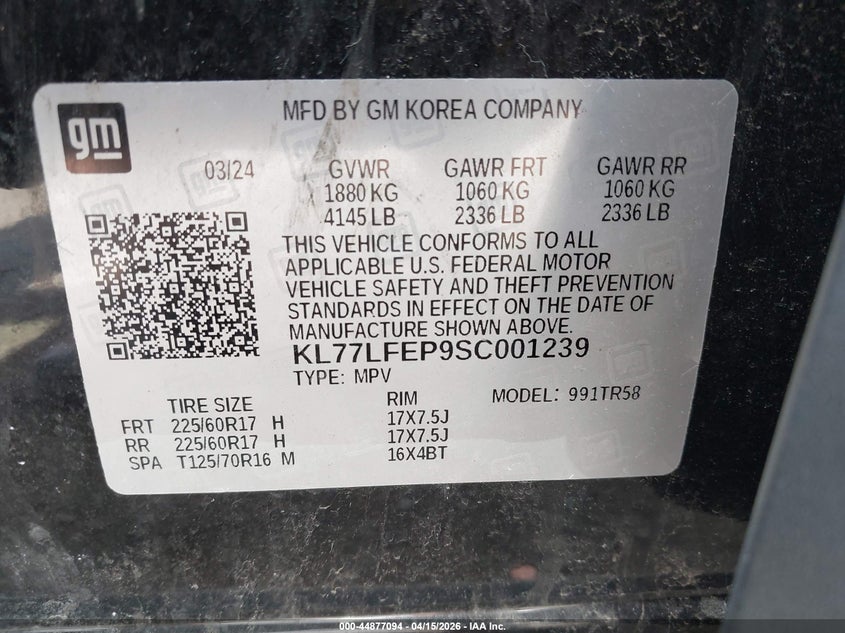 gm
MFD BY GM KOREA COMPANY
03/24 GVWR GAWR FRT GAWR RR
1880 KG 1060 KG 1060 KG
4145 LB 2336 LB 2336 LB
THIS VEHICLE CONFORMS TO ALL
APPLICABLE U.S. FEDERAL MOTOR
VEHICLE SAFETY AND THEFT PREVENTION
STANDARDS IN EFFECT ON THE DATE OF
MANUFACTURE SHOWN ABOVE.
KL77LFEP9SC001239
TYPE: MPV
TIRE SIZE RIM MODEL: 991TR58
FRT 225/60R17 H 17X7.5J
RR 225/60R17 H 17X7.5J
SPA T125/70R16 M 16X4BT
000-44877094 - 04/15/2026 - IAA Inc.